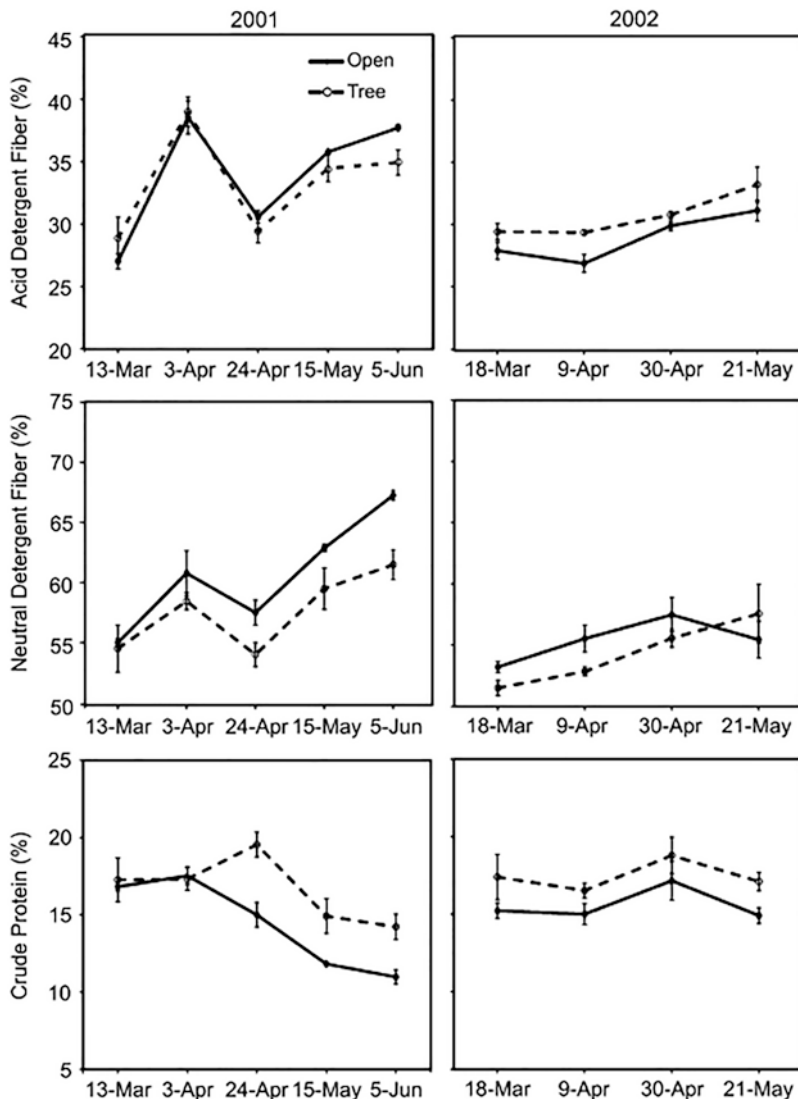 2001
2002
Acid Detergent Fiber (%)
45
40
35
30
25
20
Open
Tree
13-Mar 3-Apr 24-Apr 15-May 5-Jun
18-Mar 9-Apr 30-Apr 21-May
Neutral Detergent Fiber (%)
75
70
65
60
55
50
13-Mar 3-Apr 24-Apr 15-May 5-Jun
18-Mar 9-Apr 30-Apr 21-May
Crude Protein (%)
25
20
15
10
5
13-Mar 3-Apr 24-Apr 15-May 5-Jun
18-Mar 9-Apr 30-Apr 21-May